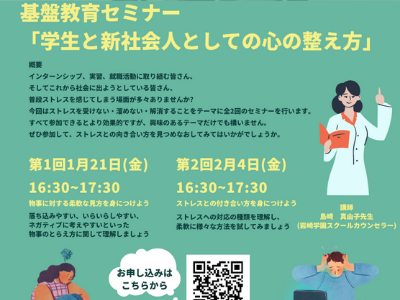 基盤教育セミナー
「学生と新社会人としての心の整え方」
概要
インターンシップ、実習、就職活動に取り組む皆さん、
そしてこれから社会に出ようとしている皆さん、
普段ストレスを感じてしまう場面が多々ありませんか?
今回はストレスを受けない・溜めない・解消することをテーマに全2回のセミナーを行います。
すべて参加できるとより効果的ですが、興味のあるテーマだけでも構いません。
ぜひ参加して、ストレスとの向き合い方を見つめなおしてみてはいかがでしょうか。
第1回1月21日(金)
16:30~17:30
物事に対する柔軟な見方を身につけよう
落ち込みやすい、いらいらしやすい、
ネガティブに考えやすいといった
物事のとらえ方に関して理解しましょう
第2回2月4日(金)
16:30~17:30
ストレスとの付き合い方を身につけよう
ストレスへの対応の種類を理解し、
柔軟に様々な方法を試してみましょう
講師
島崎 真由子先生
(岩崎学園スクールカウンセラー)
お申し込みは
こちらから